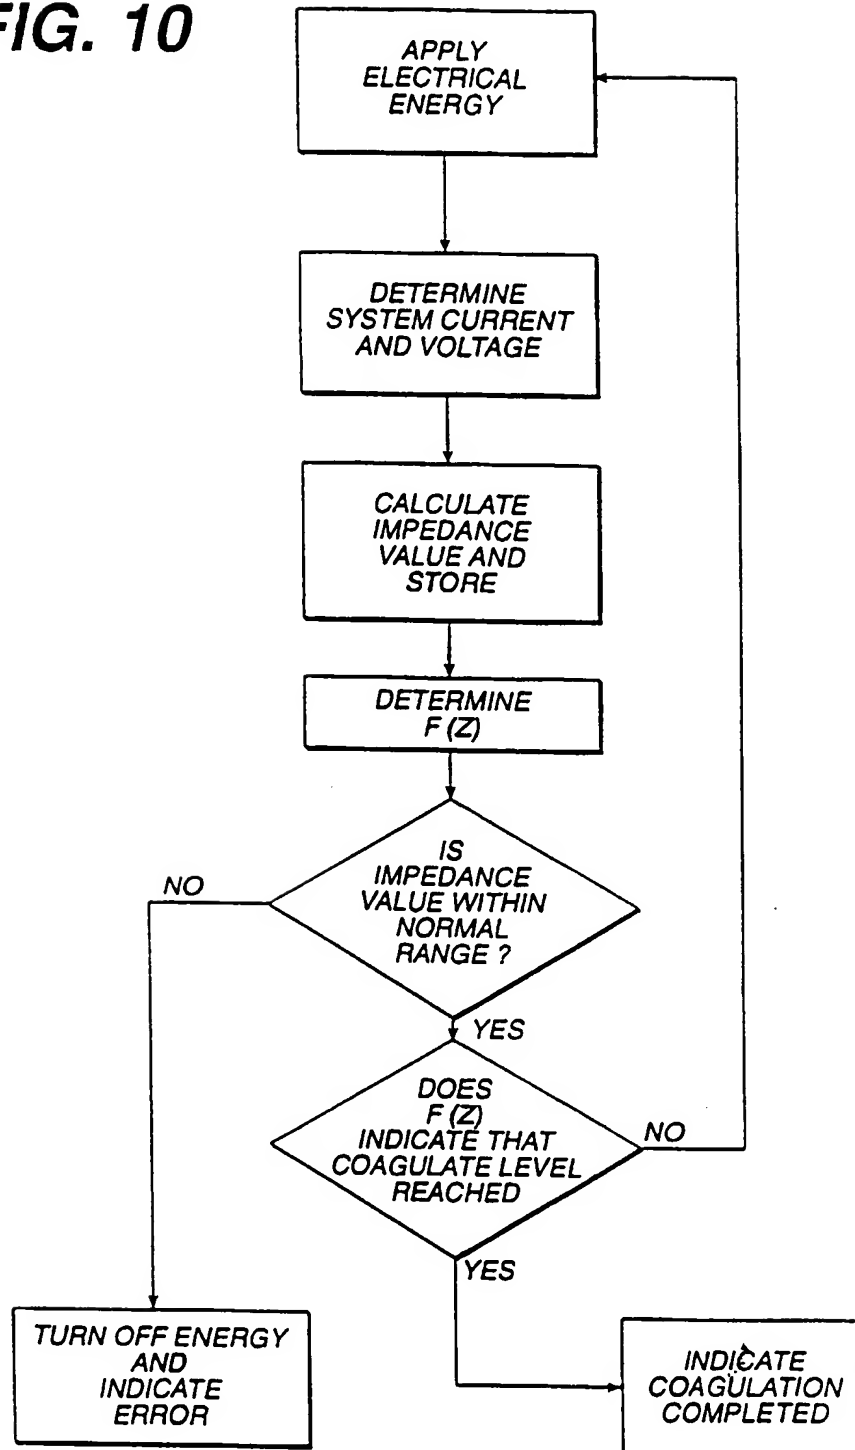 FIG. 10
APPLY
ELECTRICAL
ENERGY
DETERMINE
SYSTEM CURRENT
AND VOLTAGE
CALCULATE
IMPEDANCE
VALUE AND
STORE
DETERMINE
F (Z)
IS
IMPEDANCE
VALUE WITHIN
NORMAL
RANGE ?
NO
YES
DOES
F (Z)
INDICATE THAT
COAGULATE LEVEL
REACHED
NO
YES
TURN OFF ENERGY
AND
INDICATE
ERROR
INDICATE
COAGULATION
COMPLETED